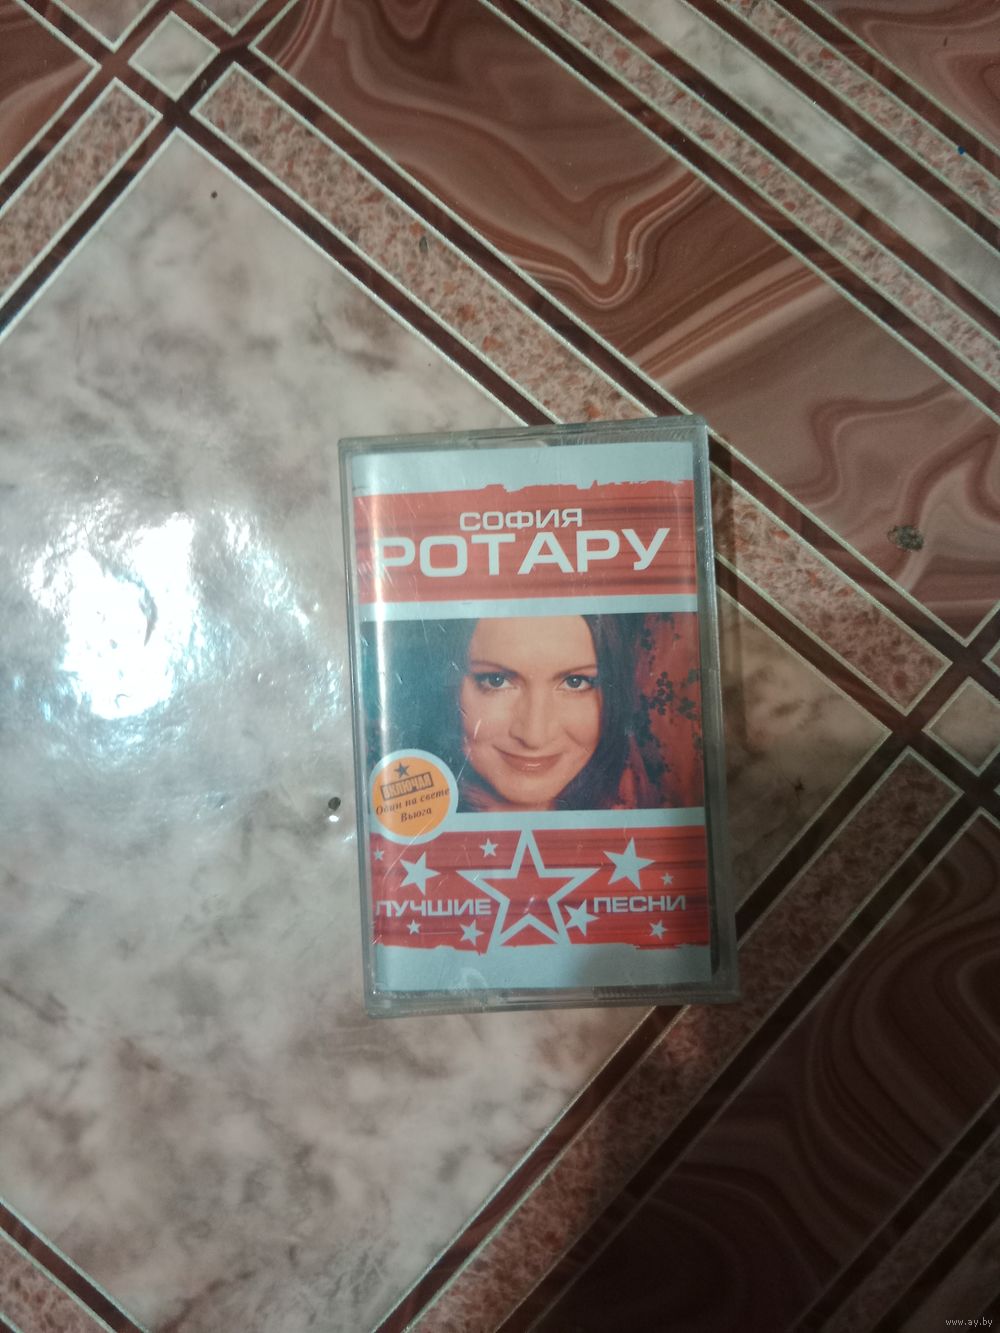 СОФИЯ
РОТАРУ
ВКЛЮЧАЯ
Один на свете
Вьюга
ЛУЧШИЕ ПЕСНИ
www.ay.by